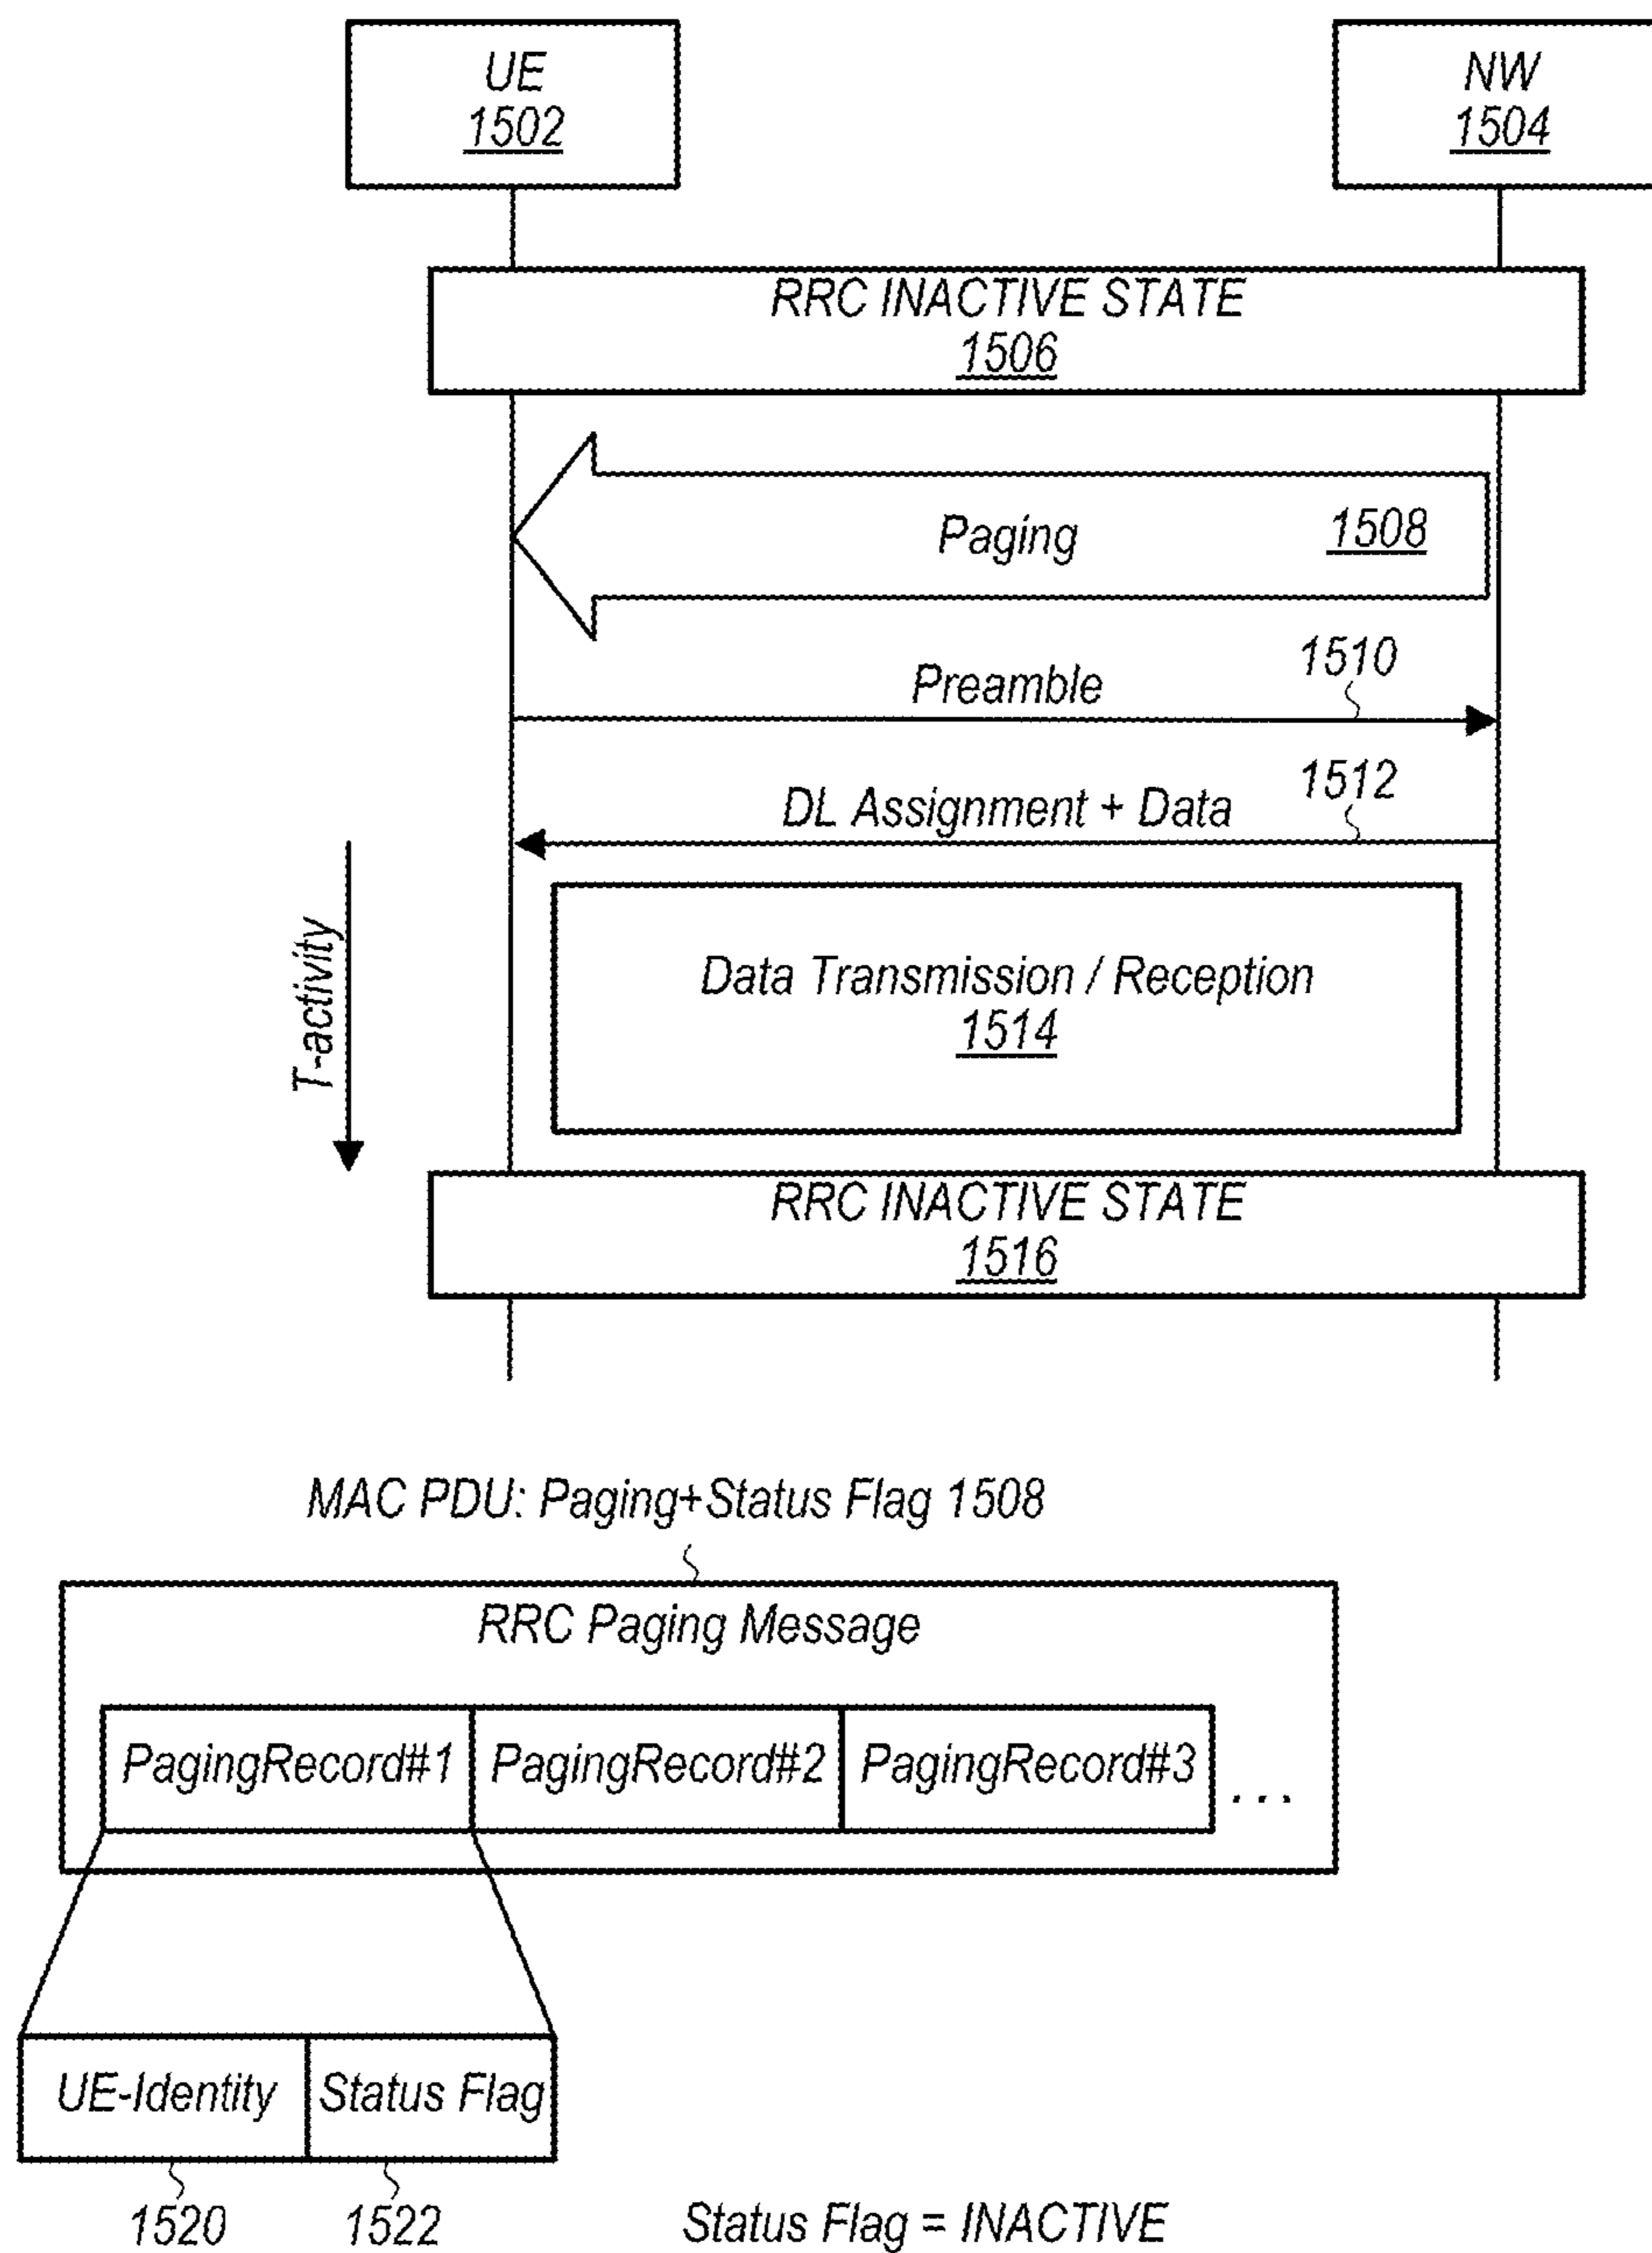 UE
1502
NW
1504
RRC INACTIVE STATE
1506
Paging
1508
Preamble
1510
DL Assignment + Data
1512
T-activity
Data Transmission / Reception
1514
RRC INACTIVE STATE
1516
MAC PDU: Paging+Status Flag 1508
RRC Paging Message
PagingRecord#1 PagingRecord#2 PagingRecord#3 ...
UE-Identity Status Flag
1520 1522
Status Flag = INACTIVE